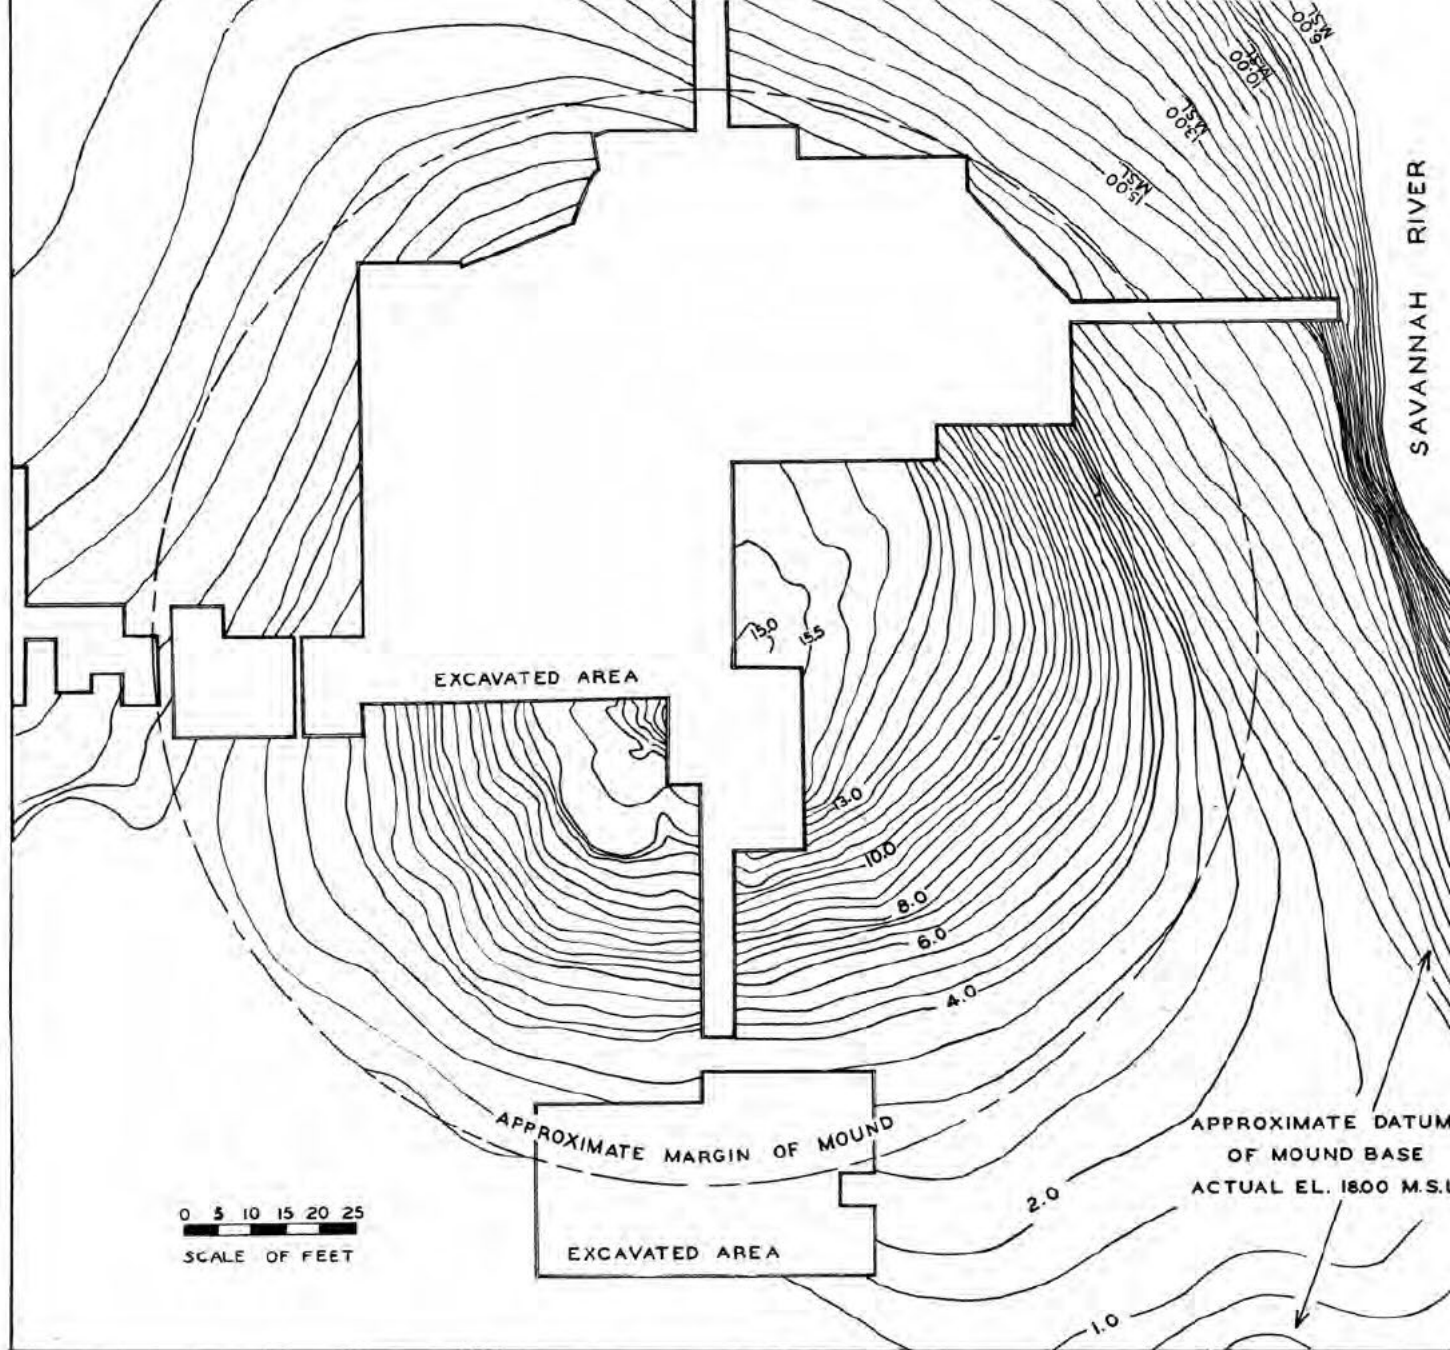 6.00
M.S.L.
10.00
M.S.L.
13.00
M.S.L.
15.00
M.S.L.
SAVANNAH RIVER
15.0
15.5
EXCAVATED AREA
13.0
10.0
8.0
6.0
4.0
APPROXIMATE MARGIN OF MOUND
APPROXIMATE DATUM
OF MOUND BASE
ACTUAL EL. 18.00 M.S.L
2.0
0 5 10 15 20 25
SCALE OF FEET
EXCAVATED AREA
1.0